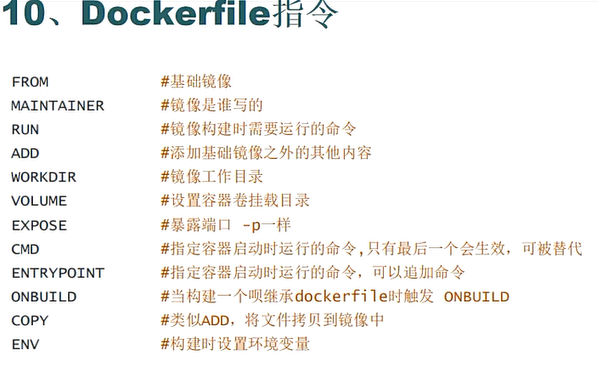 10、Dockerfile指令
FROM #基础镜像
MAINTAINER #镜像是谁写的
RUN #镜像构建时需要运行的命令
ADD #添加基础镜像之外的其他内容
WORKDIR #镜像工作目录
VOLUME #设置容器卷挂载目录
EXPOSE #暴露端口 -p一样
CMD #指定容器启动时运行的命令,只有最后一个会生效，可被替代
ENTRYPOINT #指定容器启动时运行的命令，可以追加命令
ONBUILD #当构建一个呗继承dockerfile时触发 ONBUILD
COPY #类似ADD，将文件拷贝到镜像中
ENV #构建时设置环境变量